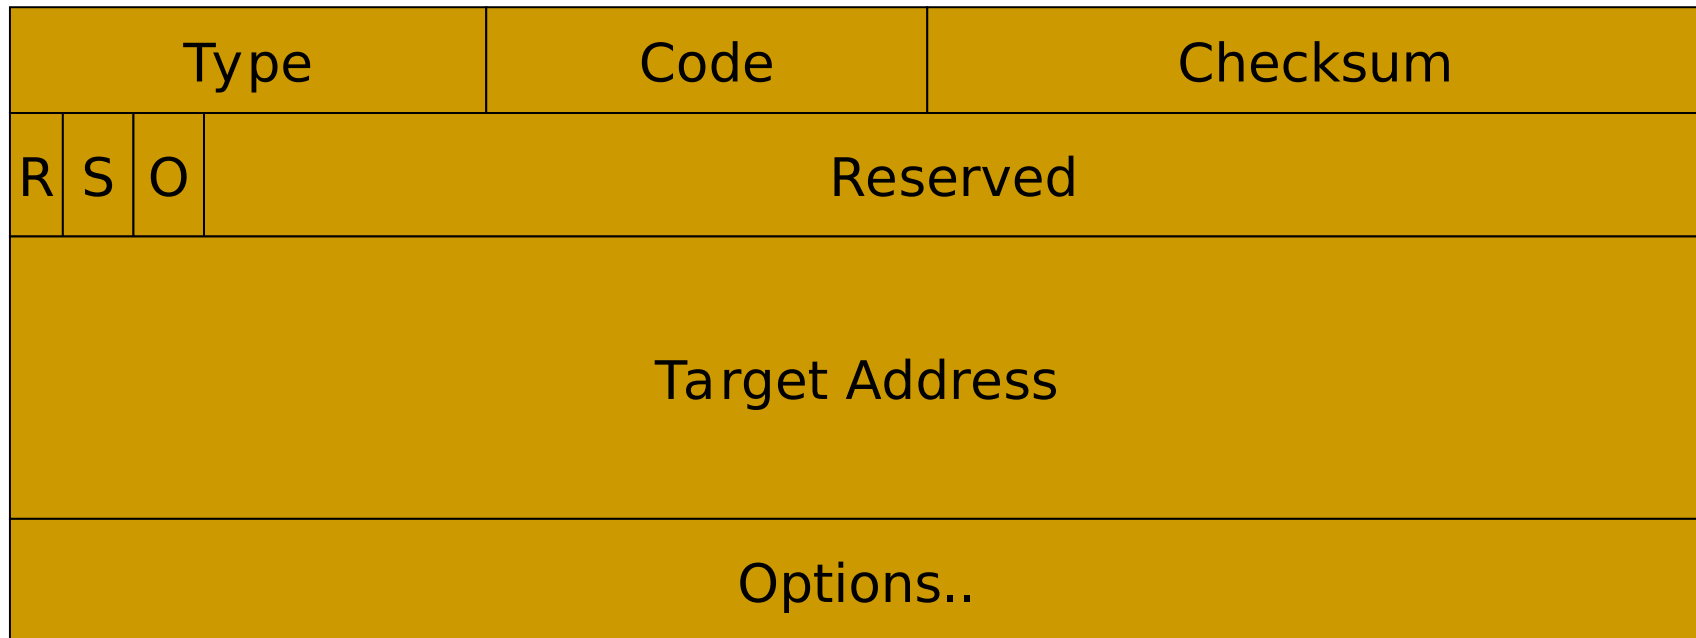 Type Code Checksum
R S O Reserved
Target Address
Options..